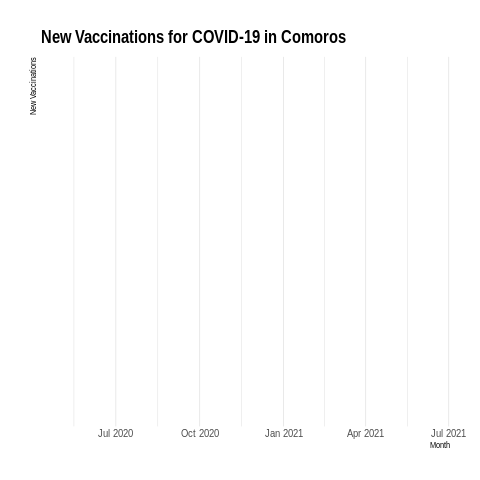 New Vaccinations for COVID-19 in Comoros
New Vaccinations
Jul 2020
Oct 2020
Jan 2021
Apr 2021
Jul 2021
Month